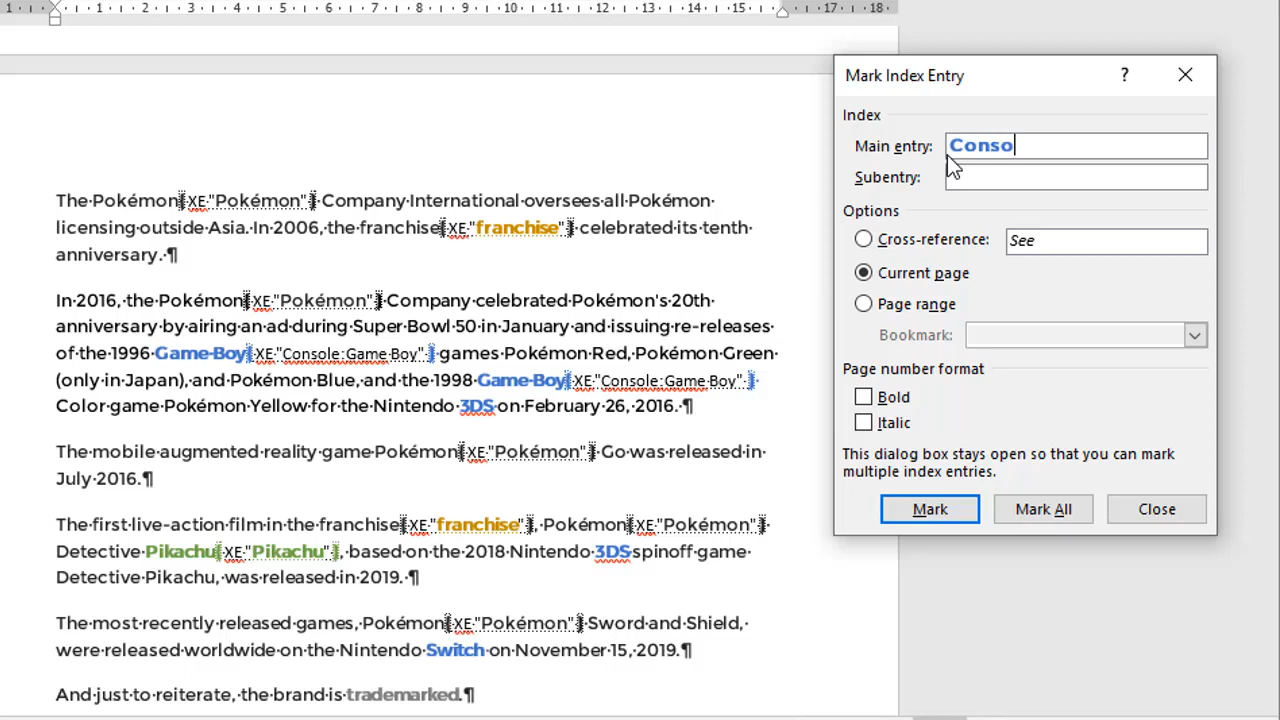 1 1 2 3 4 5 6 7 8 9 10 11 12 13 14 15 17 18
The·Pokémon{·XE·"Pokémon"·}·Company·International·oversees·all·Pokémon·
licensing·outside·Asia.·In·2006,·the·franchise{·XE·"franchise"·}·celebrated·its·tenth·
anniversary.·¶
In·2016,·the·Pokémon{·XE·"Pokémon"·}·Company·celebrated·Pokémon's·20th·
anniversary·by·airing·an·ad·during·Super·Bowl·50·in·January·and·issuing·re-releases·
of·the·1996·Game·Boy{·XE·"Console:Game·Boy"·}·games·Pokémon·Red,·Pokémon·Green·
(only·in·Japan),·and·Pokémon·Blue,·and·the·1998·Game·Boy{·XE·"Console:Game·Boy"·}·
Color·game·Pokémon·Yellow·for·the·Nintendo·3DS·on·February·26,·2016.·¶
The·mobile·augmented·reality·game·Pokémon{·XE·"Pokémon"·}·Go·was·released·in·
July·2016.¶
The·first·live-action·film·in·the·franchise{·XE·"franchise"·},·Pokémon{·XE·"Pokémon"·}·
Detective·Pikachu{·XE·"Pikachu"·},·based·on·the·2018·Nintendo·3DS·spinoff·game·
Detective·Pikachu,·was·released·in·2019.·¶
The·most·recently·released·games,·Pokémon{·XE·"Pokémon"·}·Sword·and·Shield,·
were·released·worldwide·on·the·Nintendo·Switch·on·November·15,·2019.¶
And·just·to·reiterate,·the·brand·is·trademarked.¶
Mark Index Entry ?
Index
Main entry: Conso
Subentry:
Options
Cross-reference: See
Current page
Page range
Bookmark:
Page number format
Bold
Italic
This dialog box stays open so that you can mark
multiple index entries.
Mark Mark All Close